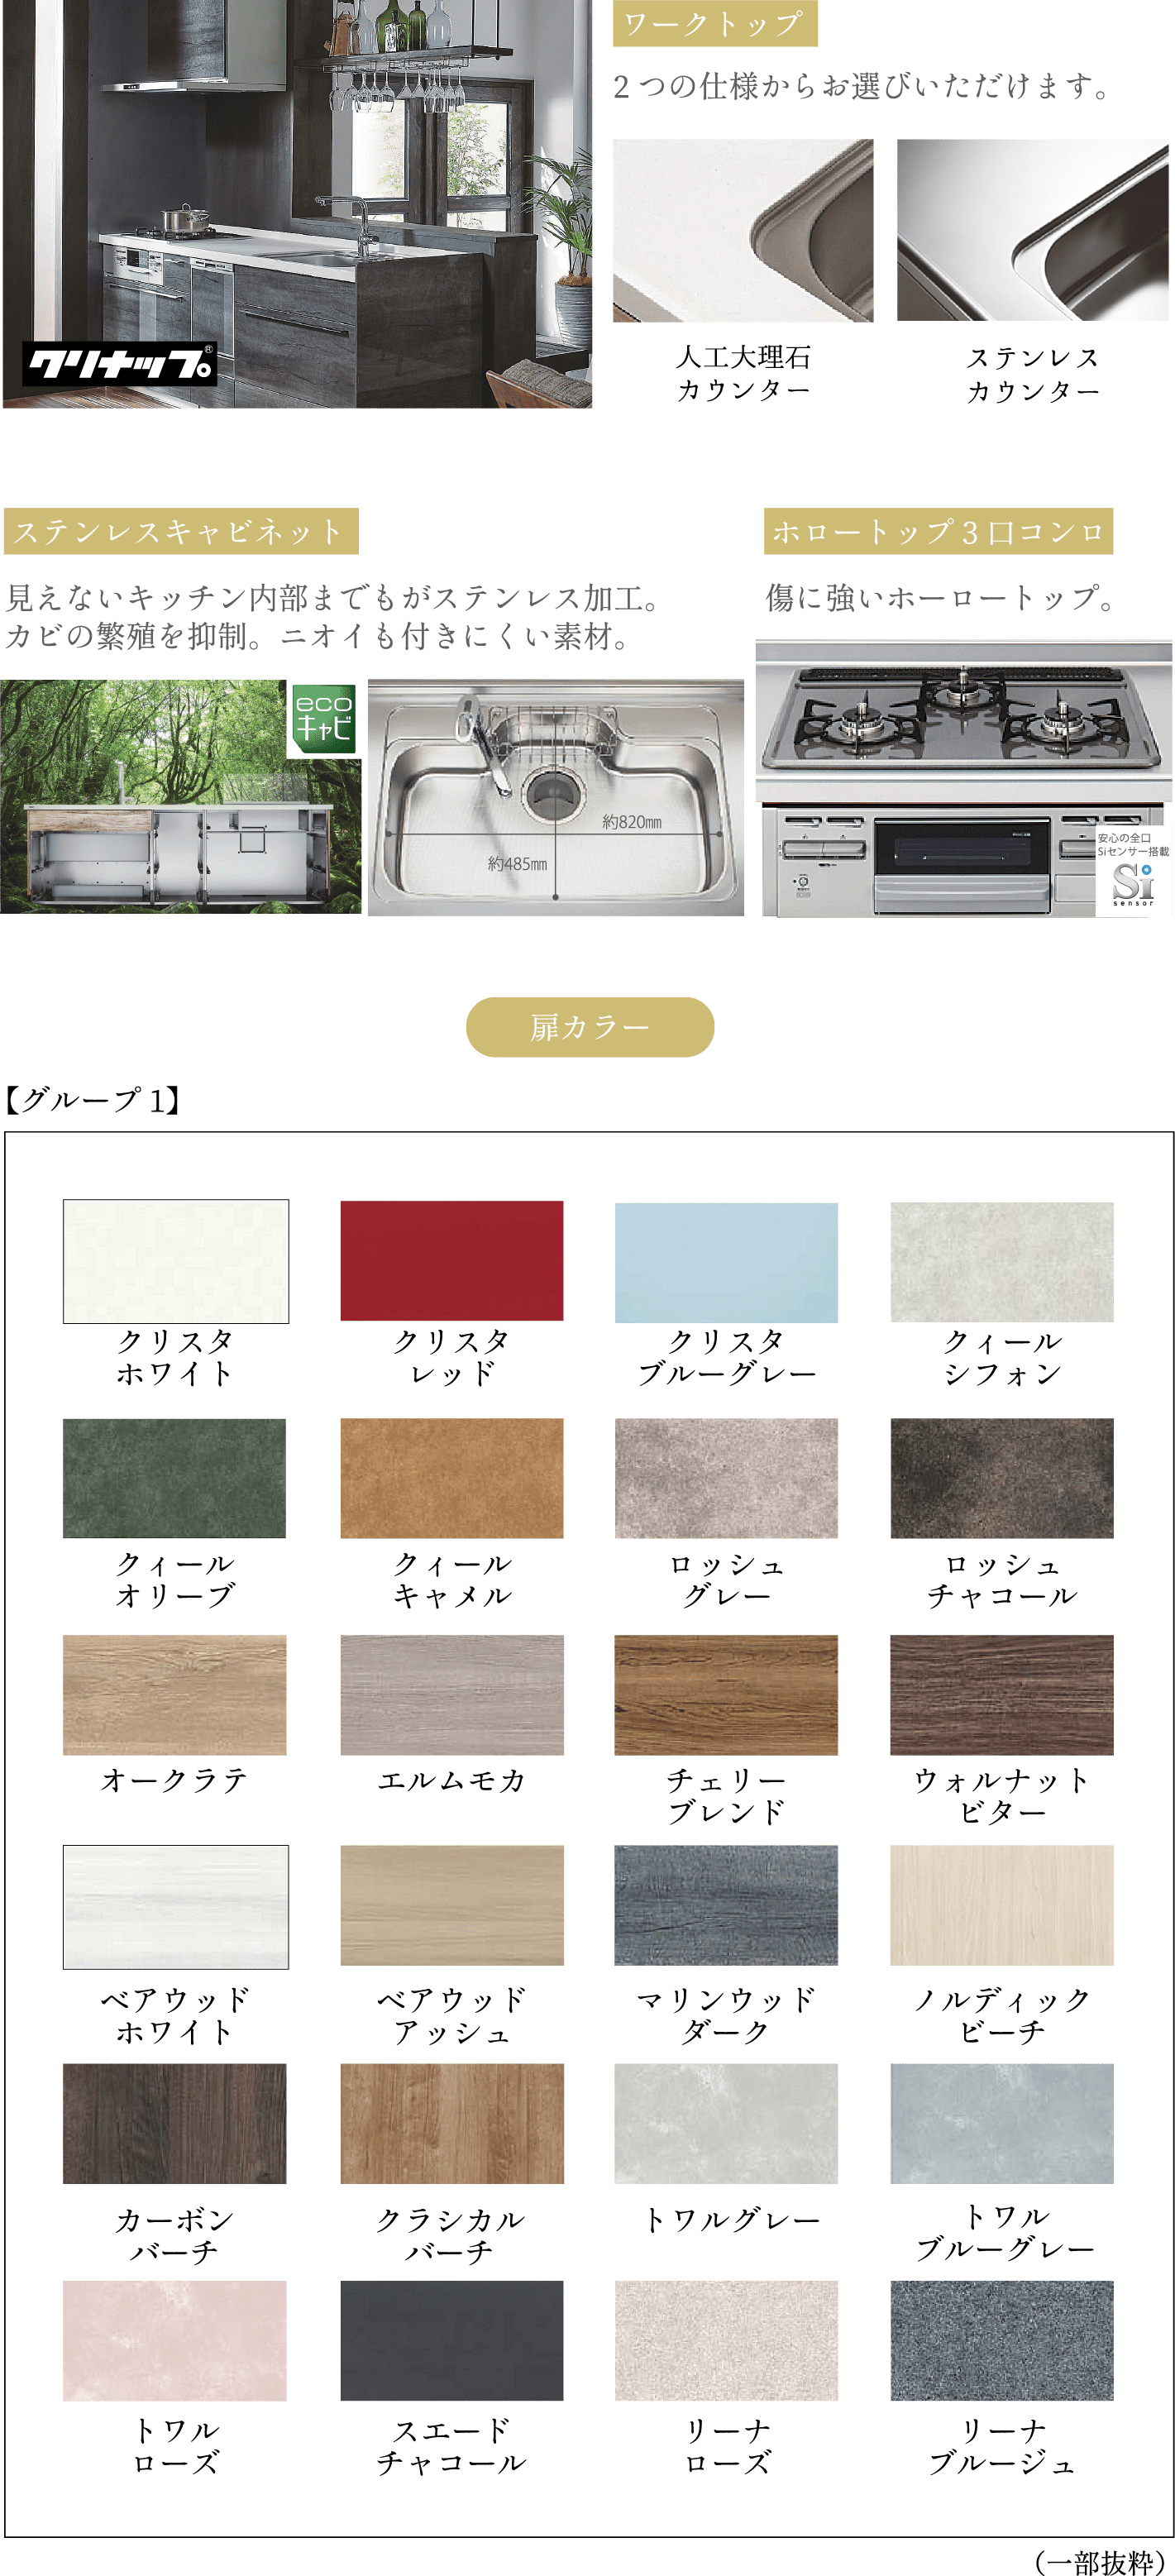 ワークトップ
2つの仕様からお選びいただけます。
人工大理石
カウンター
ステンレス
カウンター
クリナップ®
ステンレスキャビネット
見えないキッチン内部までもがステンレス加工。
カビの繁殖を抑制。ニオイも付きにくい素材。
eco
キャビ
約820㎜
約485㎜
ホロートップ3口コンロ
傷に強いホーロートップ。
安心の全口
Siセンサー搭載
Si
sensor
扉カラー
【グループ1】
クリスタ
ホワイト
クリスタ
レッド
クリスタ
ブルーグレー
クィール
シフォン
クィール
オリーブ
クィール
キャメル
ロッシュ
グレー
ロッシュ
チャコール
オークラテ
エルムモカ
チェリー
ブレンド
ウォルナット
ビター
ベアウッド
ホワイト
ベアウッド
アッシュ
マリンウッド
ダーク
ノルディック
ビーチ
カーボン
バーチ
クラシカル
バーチ
トワルグレー
トワル
ブルーグレー
トワル
ローズ
スエード
チャコール
リーナ
ローズ
リーナ
ブルージュ
（一部抜粋）